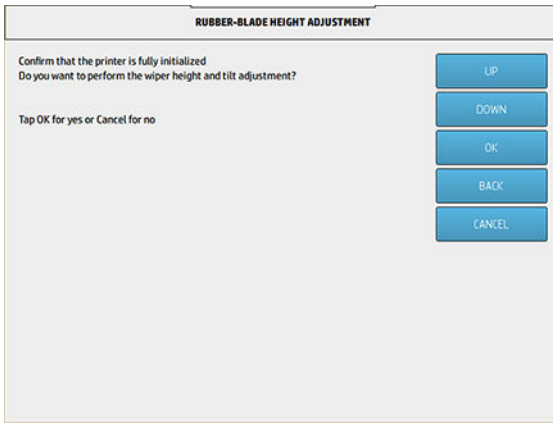 RUBBER-BLADE HEIGHT ADJUSTMENT
Confirm that the printer is fully initialized
Do you want to perform the wiper height and tilt adjustment?
Tap OK for yes or Cancel for no
UP
DOWN
OK
BACK
CANCEL